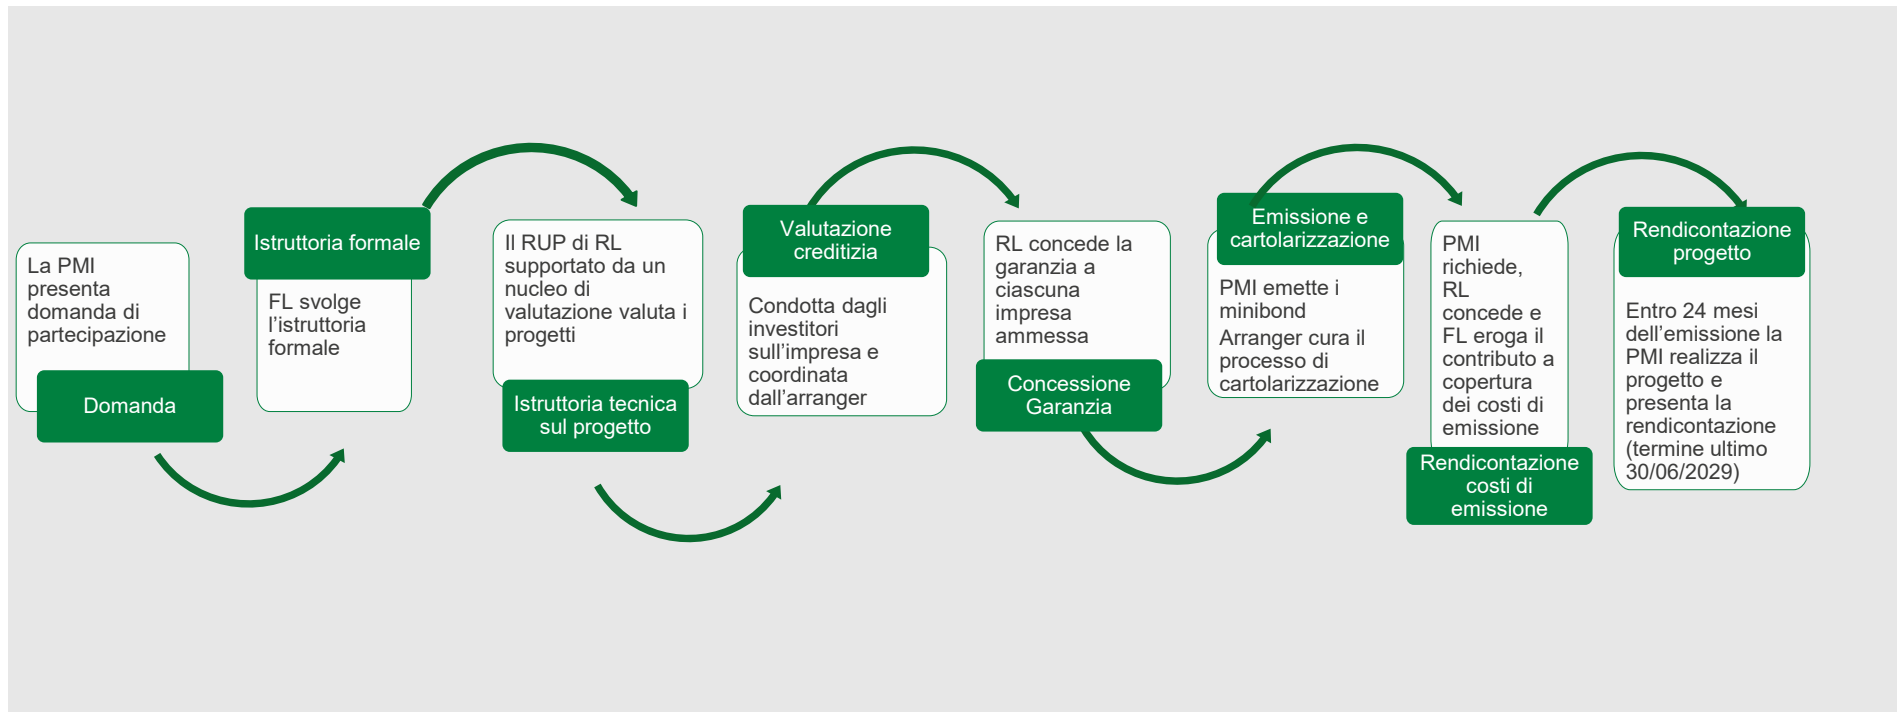 La PMI
presenta
domanda di
partecipazione
Domanda
Istruttoria formale
FL svolge
l’istruttoria
formale
Il RUP di RL
supportato da un
nucleo di
valutazione valuta i
progetti
Istruttoria tecnica
sul progetto
Valutazione
creditizia
Condotta dagli
investitori
sull’impresa e
coordinata
dall’arranger
RL concede la
garanzia a
ciascuna
impresa
ammessa
Concessione
Garanzia
Emissione e
cartolarizzazione
PMI emette i
minibond
Arranger cura il
processo di
cartolarizzazione
PMI
richiede,
RL
concede e
FL eroga il
contributo a
copertura
dei costi di
emissione
Rendicontazione
costi di
emissione
Rendicontazione
progetto
Entro 24 mesi
dell’emissione la
PMI realizza il
progetto e
presenta la
rendicontazione
(termine ultimo
30/06/2029)